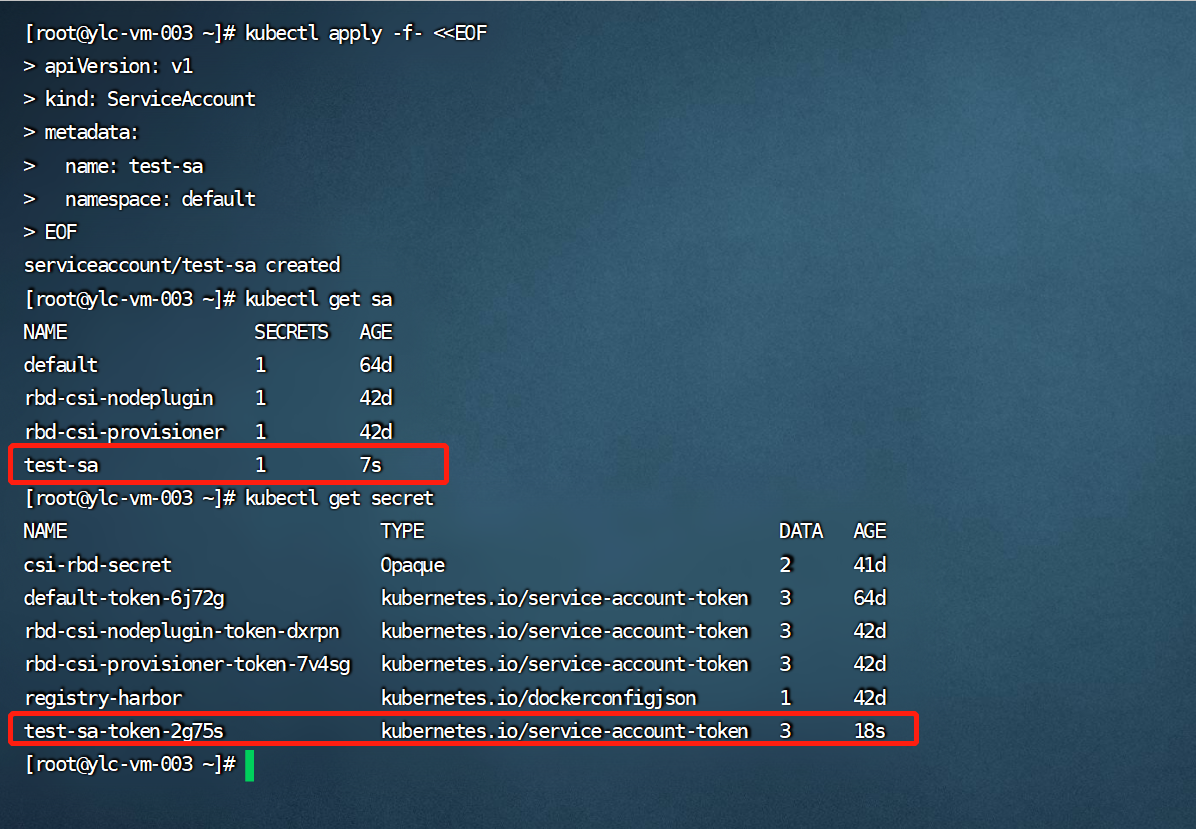 [root@ylc-vm-003 ~]# kubectl apply -f- <<EOF
> apiVersion: v1
> kind: ServiceAccount
> metadata:
>   name: test-sa
>   namespace: default
> EOF
serviceaccount/test-sa created
[root@ylc-vm-003 ~]# kubectl get sa
NAME                  SECRETS   AGE
default               1         64d
rbd-csi-nodeplugin    1         42d
rbd-csi-provisioner   1         42d
test-sa               1         7s
[root@ylc-vm-003 ~]# kubectl get secret
NAME                              TYPE                                  DATA   AGE
csi-rbd-secret                    Opaque                                2      41d
default-token-6j72g               kubernetes.io/service-account-token   3      64d
rbd-csi-nodeplugin-token-dxrpn    kubernetes.io/service-account-token   3      42d
rbd-csi-provisioner-token-7v4sg   kubernetes.io/service-account-token   3      42d
registry-harbor                   kubernetes.io/dockerconfigjson        1      42d
test-sa-token-2g75s               kubernetes.io/service-account-token   3      18s
[root@ylc-vm-003 ~]#